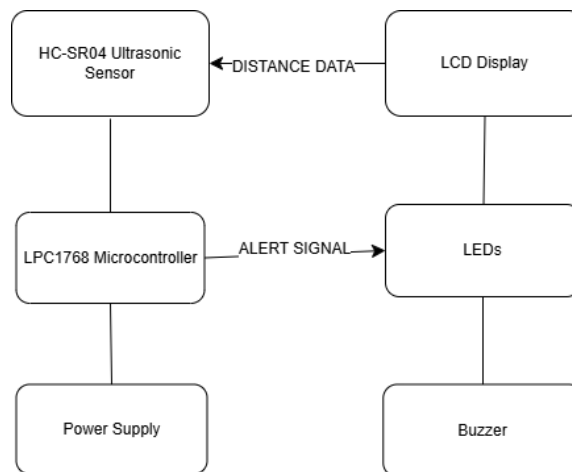 HC-SR04 Ultrasonic
Sensor
DISTANCE DATA
LCD Display
LPC1768 Microcontroller
ALERT SIGNAL
LEDs
Power Supply
Buzzer